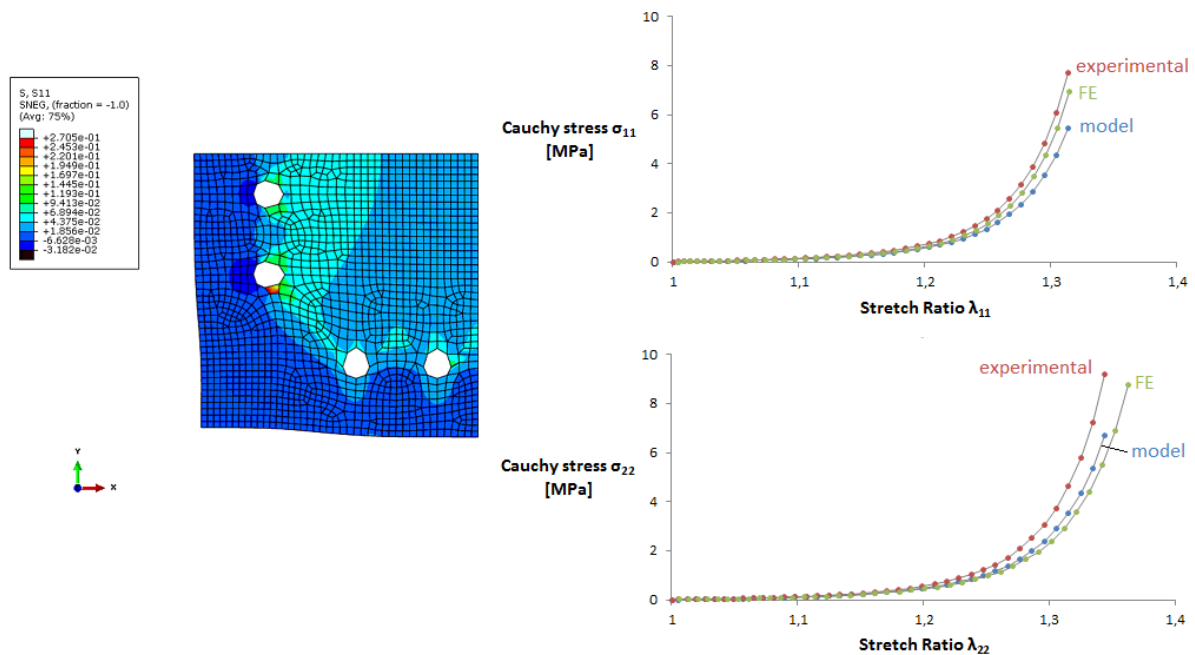 S, S11
SNEG, (fraction = -1.0)
(Avg: 75%)
+2.705e-01
+2.453e-01
+2.201e-01
+1.949e-01
+1.697e-01
+1.445e-01
+1.193e-01
+9.413e-02
+6.894e-02
+4.375e-02
+1.856e-02
-6.628e-03
-3.182e-02
Y
X
Cauchy stress σ11
[MPa]
10
8
6
4
2
0
experimental
FE
model
1
1,1
1,2
1,3
1,4
Stretch Ratio λ11
Cauchy stress σ22
[MPa]
10
8
6
4
2
0
experimental
FE
model
1
1,1
1,2
1,3
1,4
Stretch Ratio λ22